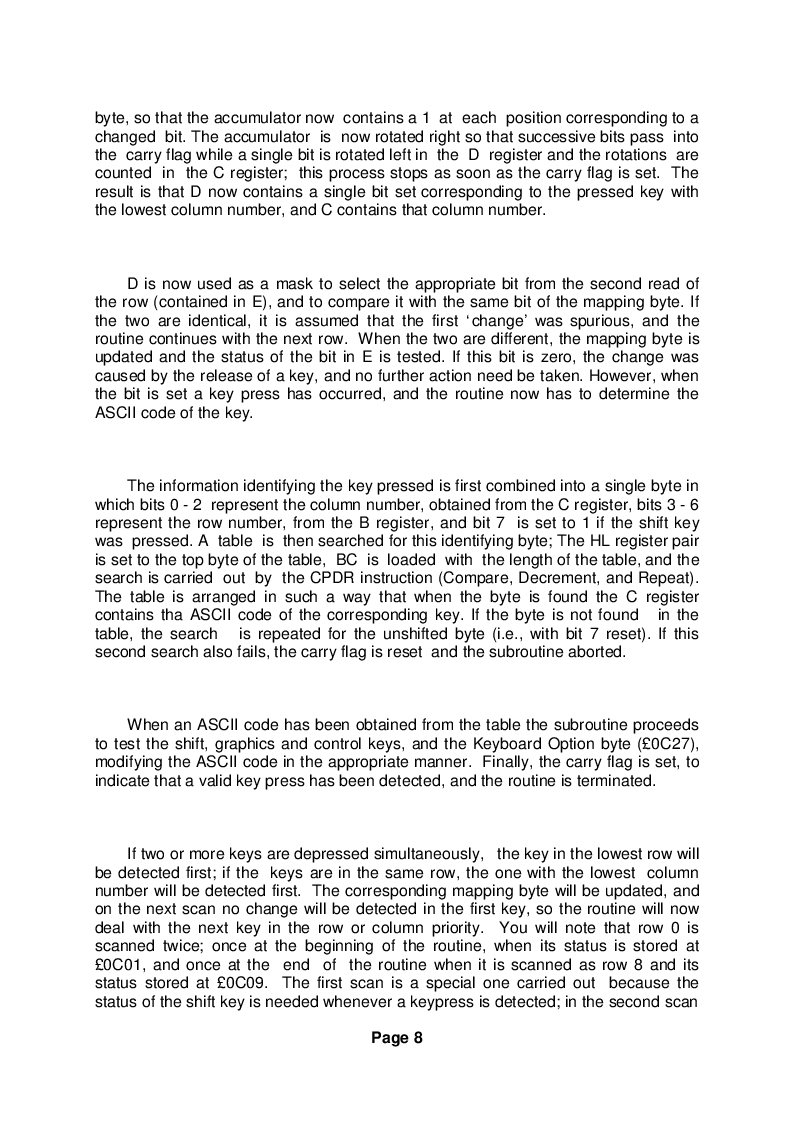 byte, so that the accumulator now contains a 1 at each position corresponding to a
changed bit. The accumulator is now rotated right so that successive bits pass into
the carry flag while a single bit is rotated left in the D register and the rotations are
counted in the C register; this process stops as soon as the carry flag is set. The
result is that D now contains a single bit set corresponding to the pressed key with
the lowest column number, and C contains that column number.
D is now used as a mask to select the appropriate bit from the second read of
the row (contained in E), and to compare it with the same bit of the mapping byte. If
the two are identical, it is assumed that the first ‘change’ was spurious, and the
routine continues with the next row. When the two are different, the mapping byte is
updated and the status of the bit in E is tested. If this bit is zero, the change was
caused by the release of a key, and no further action need be taken. However, when
the bit is set a key press has occurred, and the routine now has to determine the
ASCII code of the key.
The information identifying the key pressed is first combined into a single byte in
which bits 0 - 2 represent the column number, obtained from the C register, bits 3 - 6
represent the row number, from the B register, and bit 7 is set to 1 if the shift key
was pressed. A table is then searched for this identifying byte; The HL register pair
is set to the top byte of the table, BC is loaded with the length of the table, and the
search is carried out by the CPDR instruction (Compare, Decrement, and Repeat).
The table is arranged in such a way that when the byte is found the C register
contains tha ASCII code of the corresponding key. If the byte is not found in the
table, the search is repeated for the unshifted byte (i.e., with bit 7 reset). If this
second search also fails, the carry flag is reset and the subroutine aborted.
When an ASCII code has been obtained from the table the subroutine proceeds
to test the shift, graphics and control keys, and the Keyboard Option byte (£0C27),
modifying the ASCII code in the appropriate manner. Finally, the carry flag is set, to
indicate that a valid key press has been detected, and the routine is terminated.
If two or more keys are depressed simultaneously, the key in the lowest row will
be detected first; if the keys are in the same row, the one with the lowest column
number will be detected first. The corresponding mapping byte will be updated, and
on the next scan no change will be detected in the first key, so the routine will now
deal with the next key in the row or column priority. You will note that row 0 is
scanned twice; once at the beginning of the routine, when its status is stored at
£0C01, and once at the end of the routine when it is scanned as row 8 and its
status stored at £0C09. The first scan is a special one carried out because the
status of the shift key is needed whenever a keypress is detected; in the second scan
Page 8